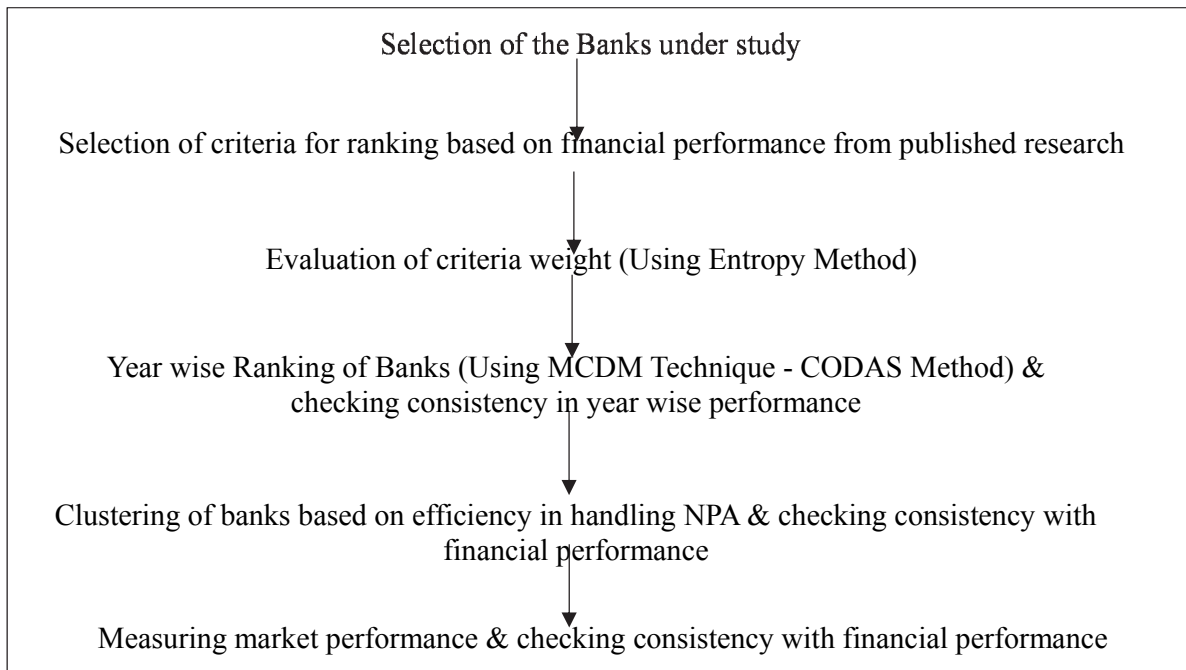 Selection of the Banks under study
Selection of criteria for ranking based on financial performance from published research
Evaluation of criteria weight (Using Entropy Method)
Year wise Ranking of Banks (Using MCDM Technique - CODAS Method) &
checking consistency in year wise performance
Clustering of banks based on efficiency in handling NPA & checking consistency with
financial performance
Measuring market performance & checking consistency with financial performance